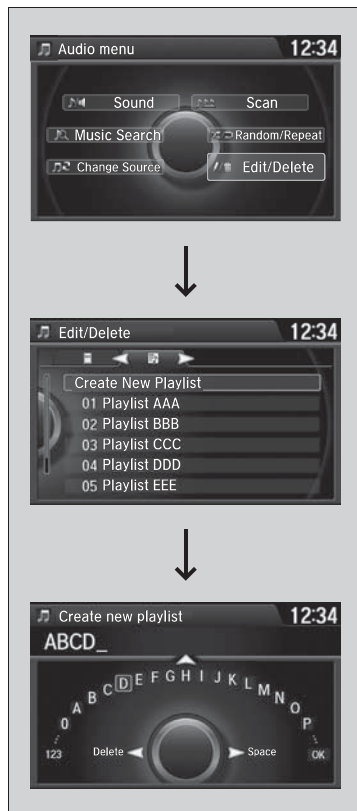 Audio menu 12:34
Sound Scan
Music Search Random/Repeat
Change Source Edit/Delete
Edit/Delete 12:34
Create New Playlist
01 Playlist AAA
02 Playlist BBB
03 Playlist CCC
04 Playlist DDD
05 Playlist EEE
Create new playlist 12:34
ABCD_
123 0 A B C D E F G H I J K L M N O P OK
Delete Space